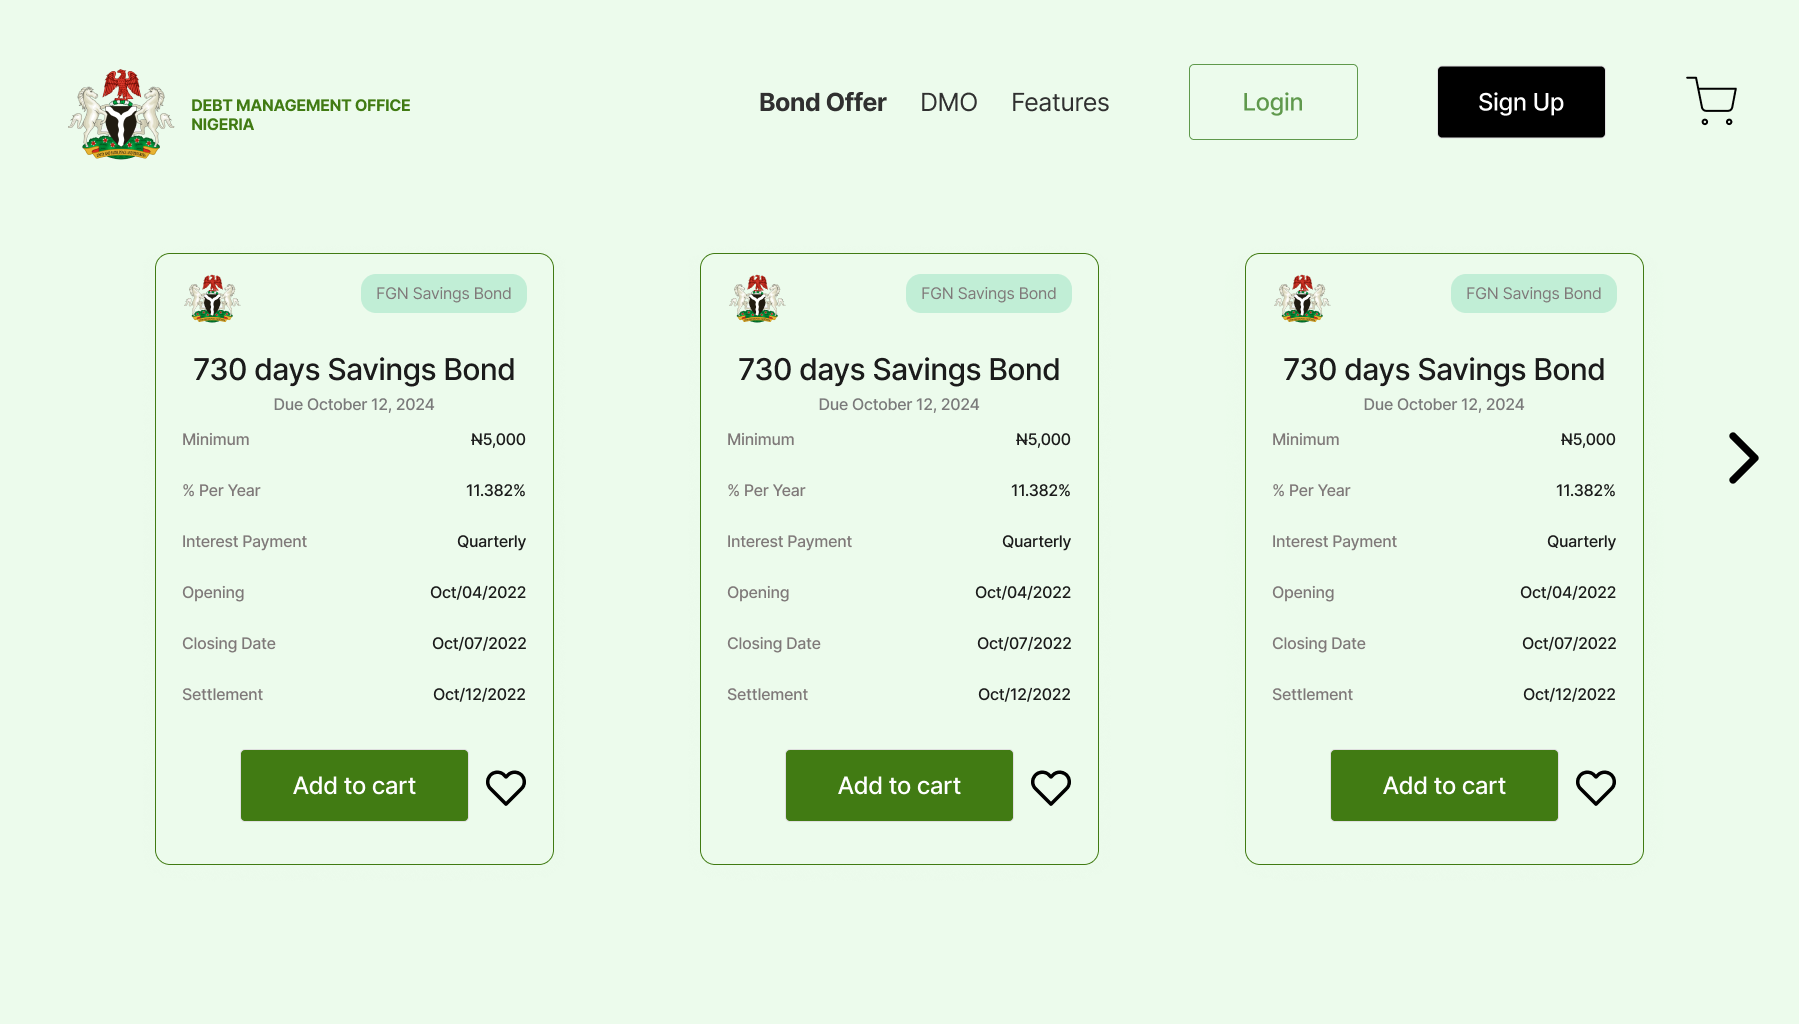 DEBT MANAGEMENT OFFICE
NIGERIA
Bond Offer
DMO
Features
Login
Sign Up
FGN Savings Bond
730 days Savings Bond
Due October 12, 2024
Minimum ₦5,000
% Per Year 11.382%
Interest Payment Quarterly
Opening Oct/04/2022
Closing Date Oct/07/2022
Settlement Oct/12/2022
Add to cart
FGN Savings Bond
730 days Savings Bond
Due October 12, 2024
Minimum ₦5,000
% Per Year 11.382%
Interest Payment Quarterly
Opening Oct/04/2022
Closing Date Oct/07/2022
Settlement Oct/12/2022
Add to cart
FGN Savings Bond
730 days Savings Bond
Due October 12, 2024
Minimum ₦5,000
% Per Year 11.382%
Interest Payment Quarterly
Opening Oct/04/2022
Closing Date Oct/07/2022
Settlement Oct/12/2022
Add to cart